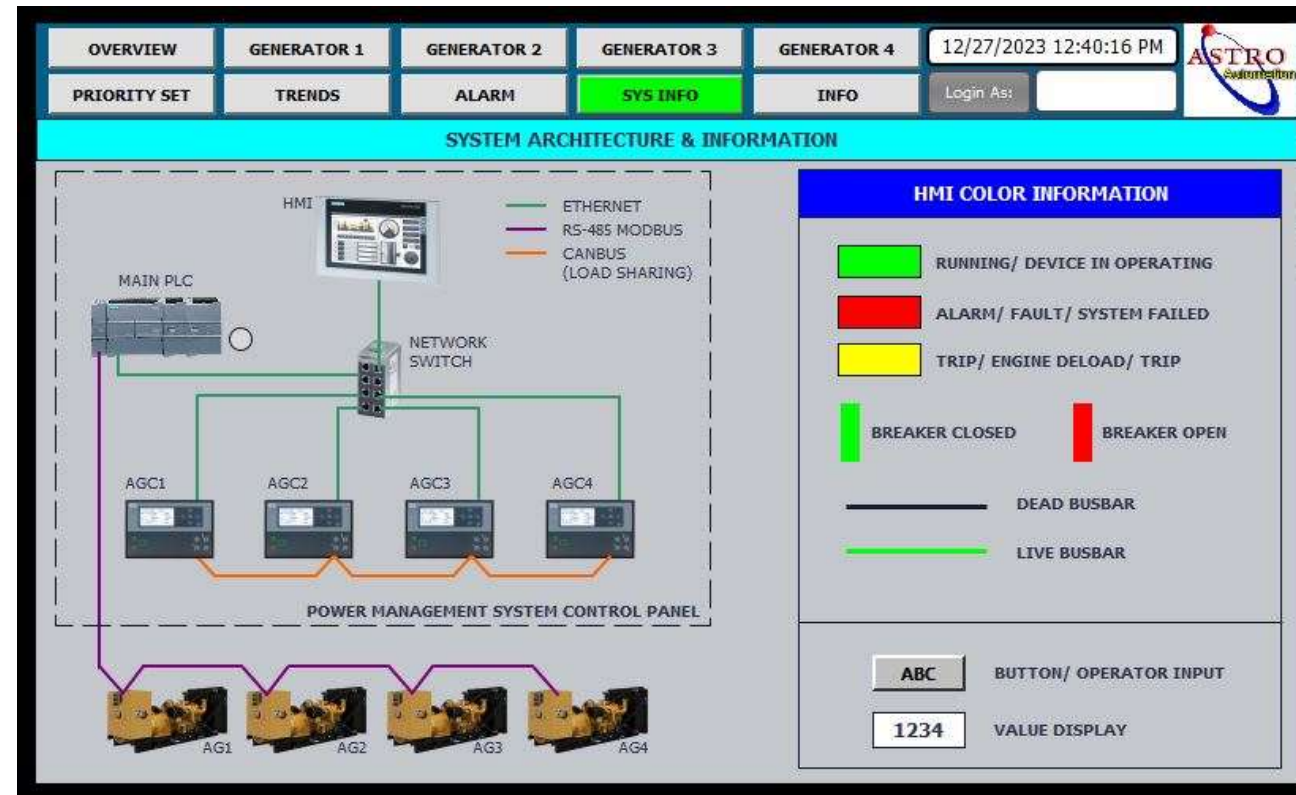 OVERVIEW
GENERATOR 1
GENERATOR 2
GENERATOR 3
GENERATOR 4
12/27/2023 12:40:16 PM
ASTRO
Automation
PRIORITY SET
TRENDS
ALARM
SYS INFO
INFO
Login As:
SYSTEM ARCHITECTURE & INFORMATION
HMI
ETHERNET
RS-485 MODBUS
CANBUS
(LOAD SHARING)
MAIN PLC
NETWORK
SWITCH
AGC1
AGC2
AGC3
AGC4
POWER MANAGEMENT SYSTEM CONTROL PANEL
AG1
AG2
AG3
AG4
HMI COLOR INFORMATION
RUNNING/ DEVICE IN OPERATING
ALARM/ FAULT/ SYSTEM FAILED
TRIP/ ENGINE DELOAD/ TRIP
BREAKER CLOSED
BREAKER OPEN
DEAD BUSBAR
LIVE BUSBAR
ABC
BUTTON/ OPERATOR INPUT
1234
VALUE DISPLAY